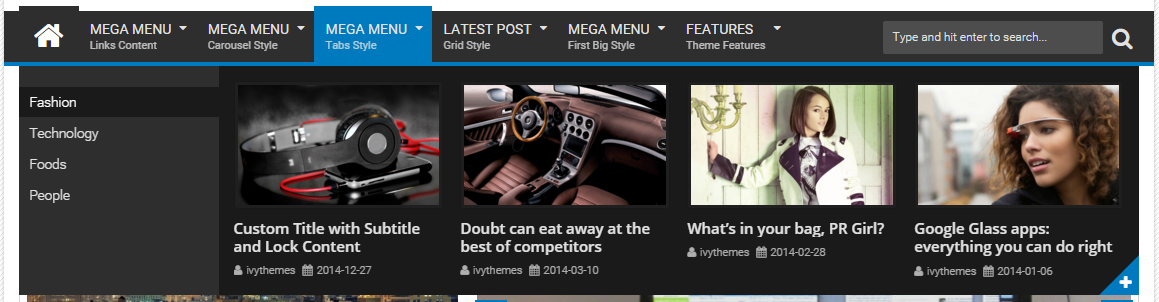 MEGA MENU
Links Content
MEGA MENU
Carousel Style
MEGA MENU
Tabs Style
LATEST POST
Grid Style
MEGA MENU
First Big Style
FEATURES
Theme Features
Type and hit enter to search...
Fashion
Technology
Foods
People
Custom Title with Subtitle
and Lock Content
ivythemes 2014-12-27
Doubt can eat away at the
best of competitors
ivythemes 2014-03-10
What's in your bag, PR Girl?
ivythemes 2014-02-28
Google Glass apps:
everything you can do right
ivythemes 2014-01-06